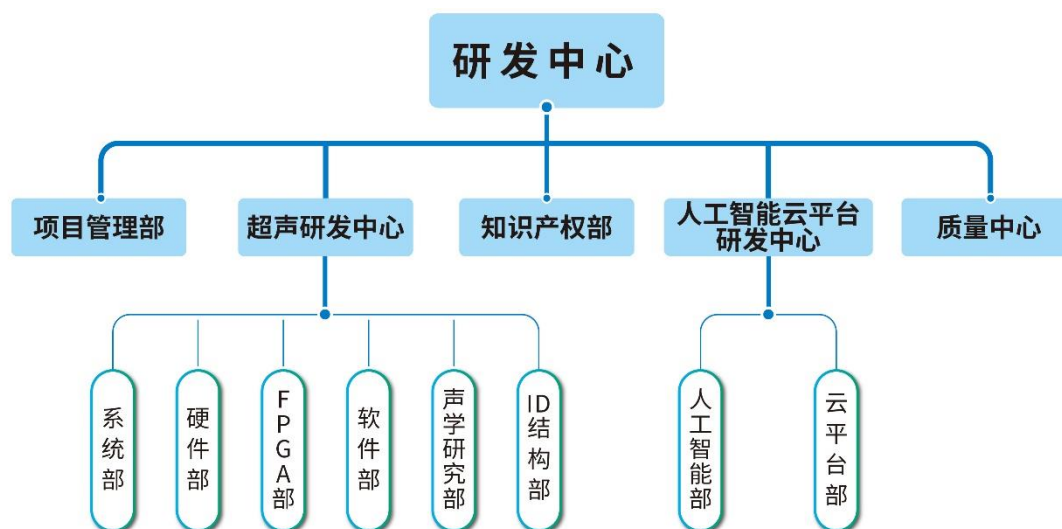 研发中心
项目管理部
超声研发中心
知识产权部
人工智能云平台
研发中心
质量中心
系统部
硬件部
FPGA部
软件部
声学研究部
ID结构部
人工智能部
云平台部